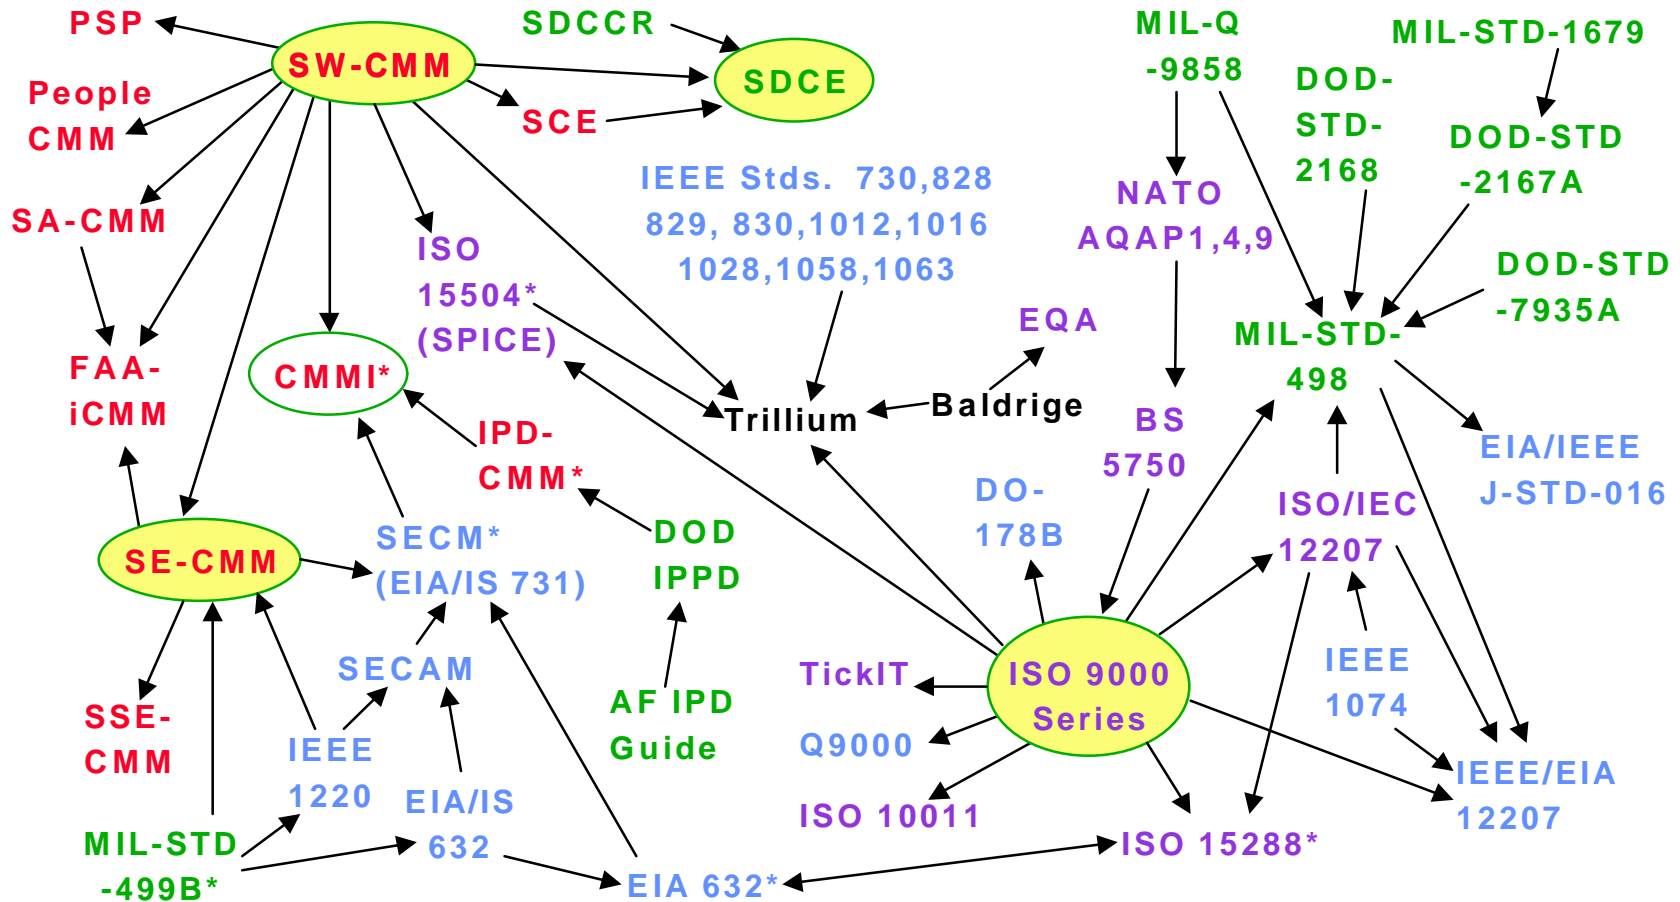 PSP
SW-CMM
SDCCR
SDCE
SCE
People
CMM
SA-CMM
FAA-
iCMM
ISO
15504*
(SPICE)
CMMI*
IPD-
CMM*
IEEE Stds. 730,828
829, 830,1012,1016
1028,1058,1063
Trillium
Baldrige
EQA
MIL-Q
-9858
NATO
AQAP1,4,9
BS
5750
DOD-
STD-
2168
MIL-STD-1679
DOD-STD
-2167A
DOD-STD
-7935A
MIL-STD-
498
EIA/IEEE
J-STD-016
ISO/IEC
12207
IEEE
1074
IEEE/EIA
12207
DO-
178B
ISO 9000
Series
TickIT
Q9000
ISO 10011
ISO 15288*
SE-CMM
SECM*
(EIA/IS 731)
SECAM
DOD
IPPD
AF IPD
Guide
SSE-
CMM
IEEE
1220
EIA/IS
632
MIL-STD
-499B*
EIA 632*